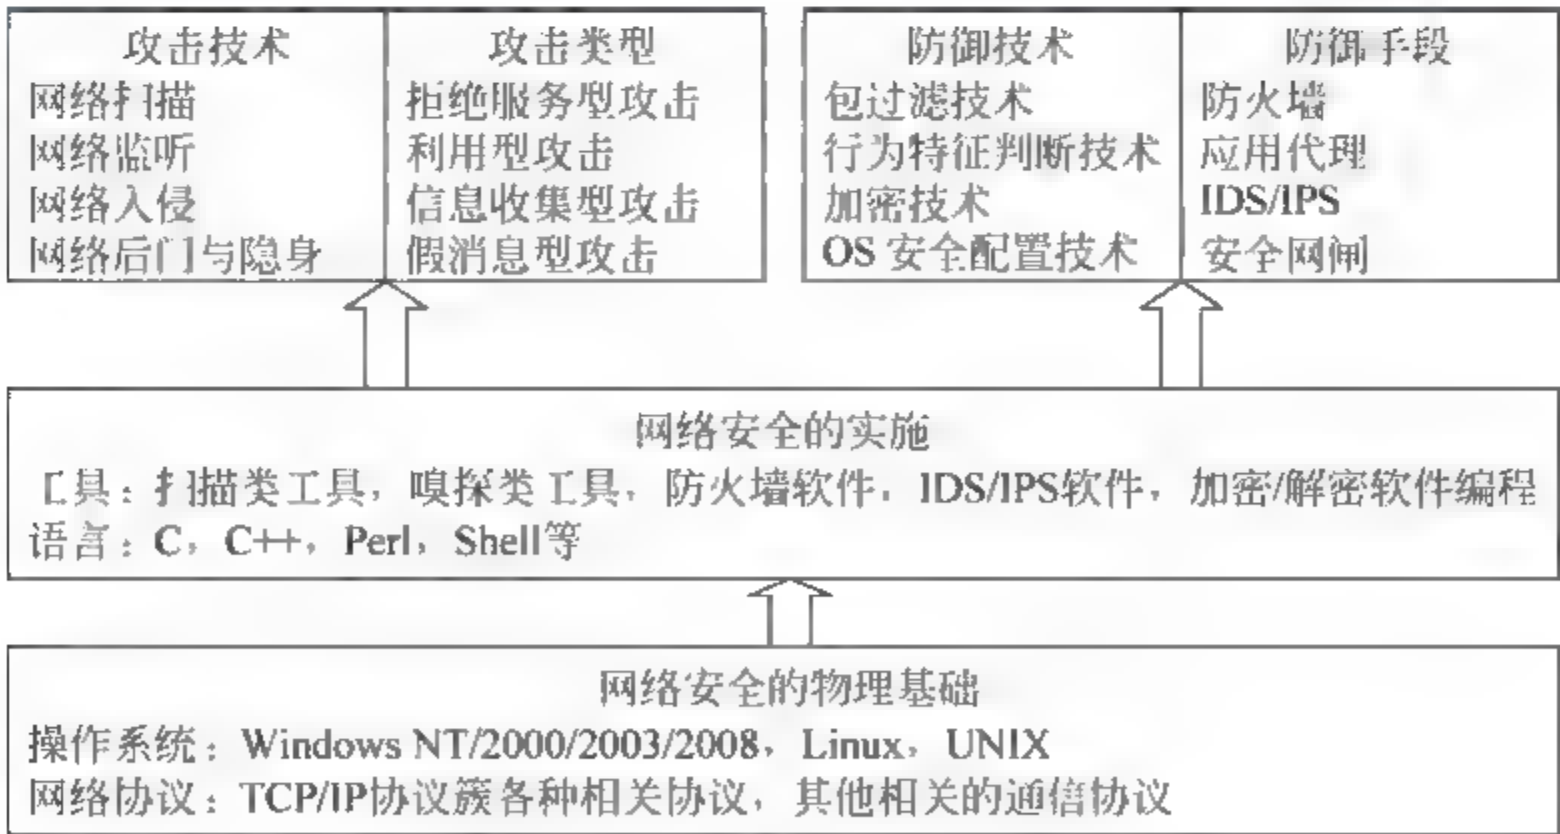 攻击技术
网络扫描
网络监听
网络入侵
网络后门与隐身
攻击类型
拒绝服务型攻击
利用型攻击
信息收集型攻击
假消息型攻击
防御技术
包过滤技术
行为特征判断技术
加密技术
OS 安全配置技术
防御手段
防火墙
应用代理
IDS/IPS
安全网闸
网络安全的实施
工具：扫描类工具，嗅探类工具，防火墙软件，IDS/IPS软件，加密/解密软件编程
语言：C，C++，Perl，Shell等
网络安全的物理基础
操作系统：Windows NT/2000/2003/2008，Linux，UNIX
网络协议：TCP/IP协议簇各种相关协议，其他相关的通信协议